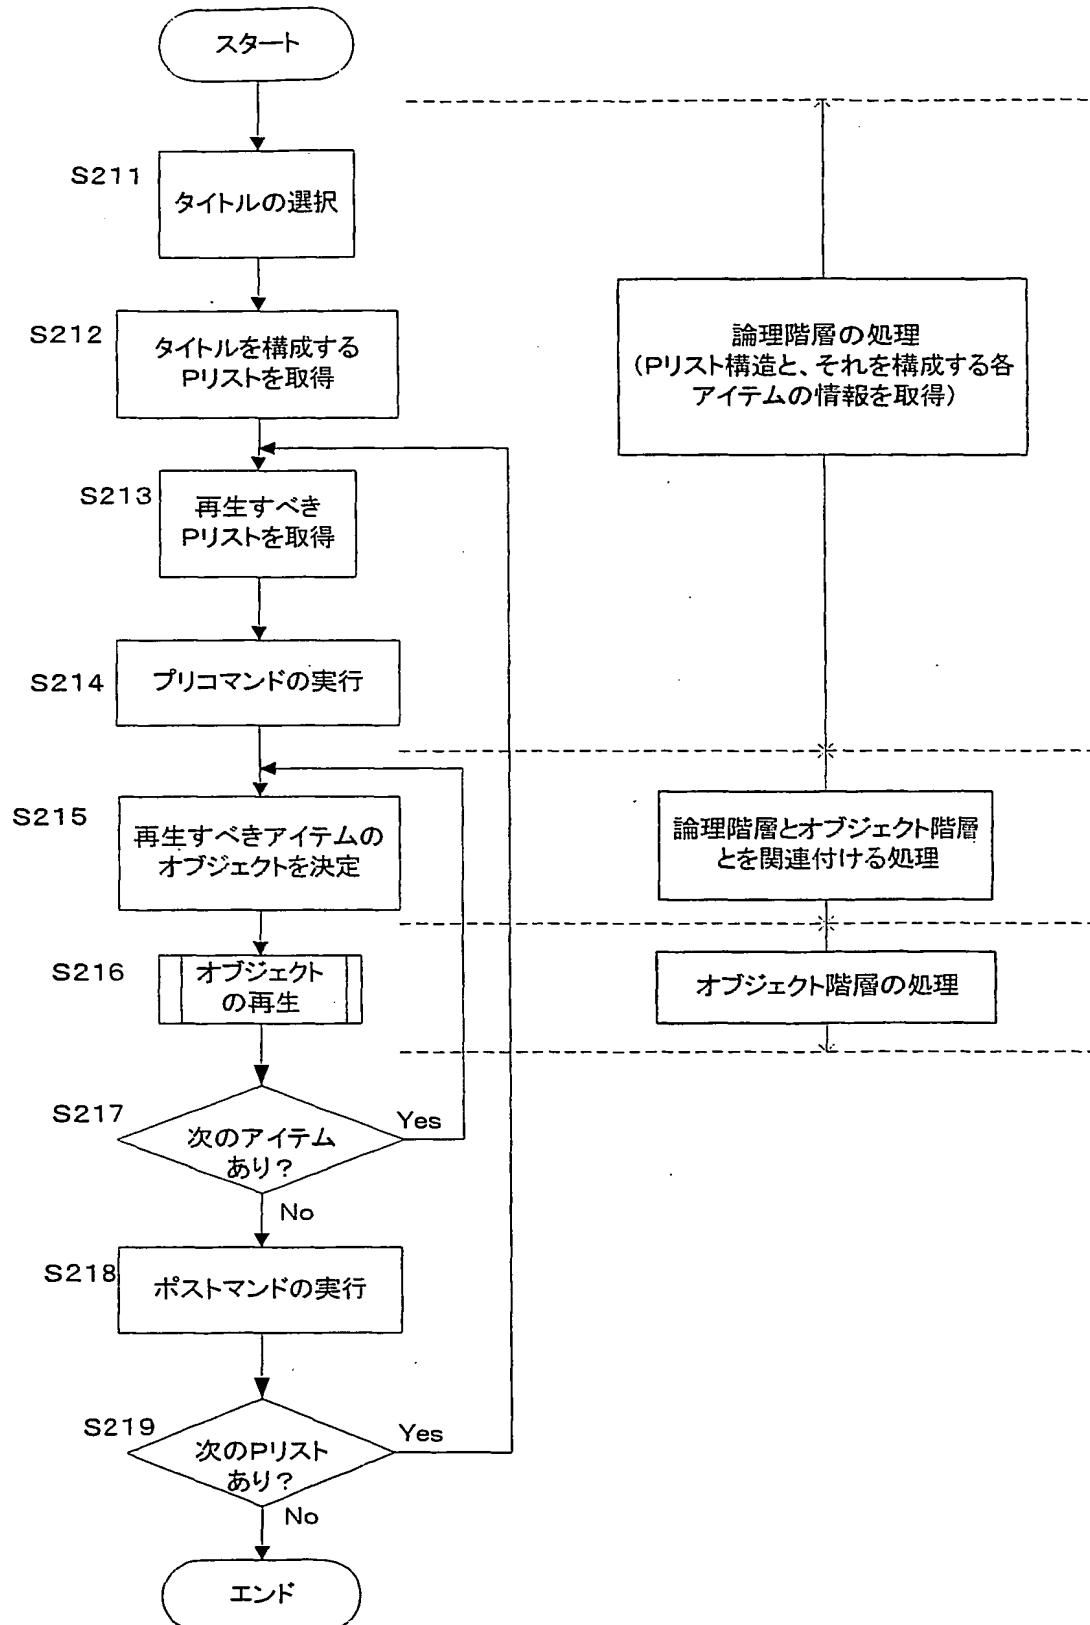 スタート
S211
タイトルの選択
S212
タイトルを構成する
Pリストを取得
S213
再生すべき
Pリストを取得
S214
プリコマンドの実行
S215
再生すべきアイテムの
オブジェクトを決定
S216
オブジェクト
の再生
S217
次のアイテム
あり？
Yes
No
S218
ポストマンドの実行
S219
次のPリスト
あり？
Yes
No
エンド
論理階層の処理
（Pリスト構造と、それを構成する各
アイテムの情報を取得）
論理階層とオブジェクト階層
とを関連付ける処理
オブジェクト階層の処理